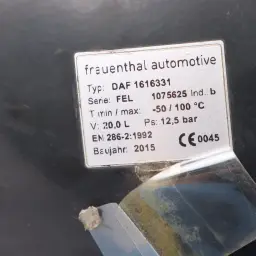 frauenthal automotive
Typ: DAF 1616331
Serie: FEL 1075625 Ind.: b
T min / max: -50 / 100 °C
V: 20,0 L Ps: 12,5 bar
EN 286-2:1992
Baujahr: 2015 CE 0045